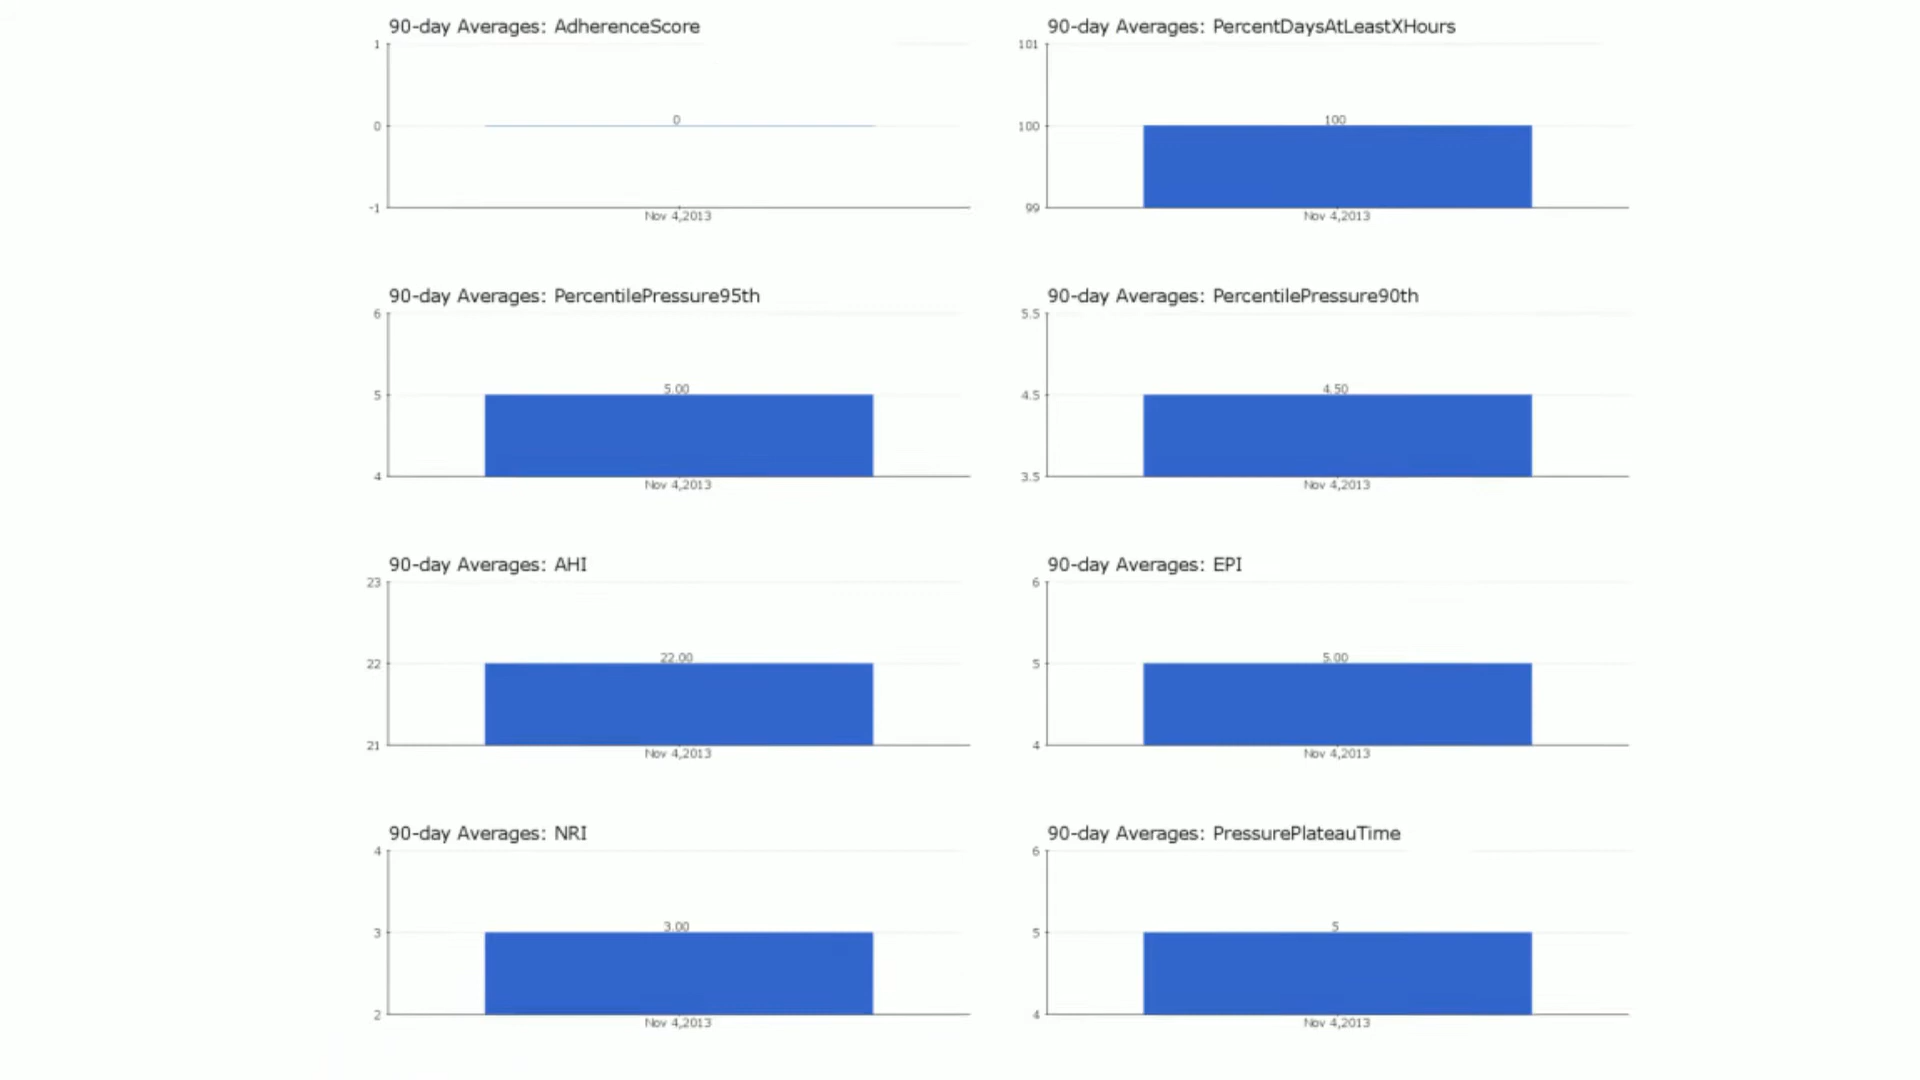 90-day Averages: AdherenceScore
1
0
0
-1
Nov 4,2013
90-day Averages: PercentDaysAtLeastXHours
101
100
100
99
Nov 4,2013
90-day Averages: PercentilePressure95th
6
5.00
5
4
Nov 4,2013
90-day Averages: PercentilePressure90th
5.5
4.50
4.5
3.5
Nov 4,2013
90-day Averages: AHI
23
22.00
22
21
Nov 4,2013
90-day Averages: EPI
6
5.00
5
4
Nov 4,2013
90-day Averages: NRI
4
3.00
3
2
Nov 4,2013
90-day Averages: PressurePlateauTime
6
5
5
4
Nov 4,2013